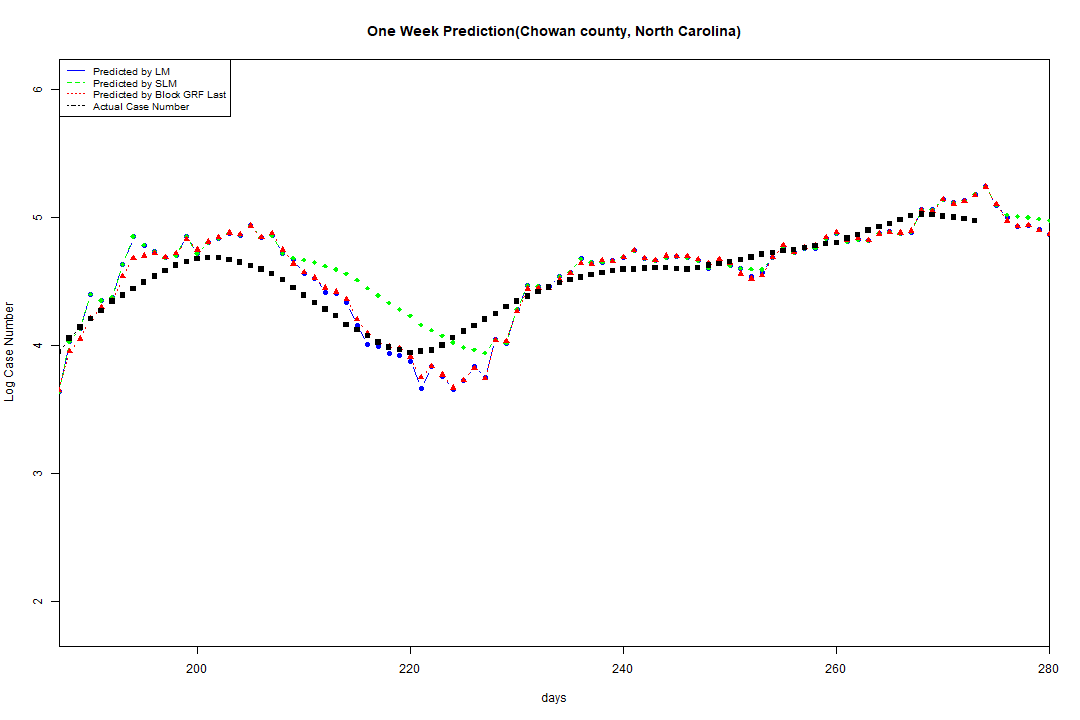 One Week Prediction(Chowan county, North Carolina)
Predicted by LM
Predicted by SLM
Predicted by Block GRF Last
Actual Case Number
6
5
4
3
2
Log Case Number
200
220
240
260
280
days